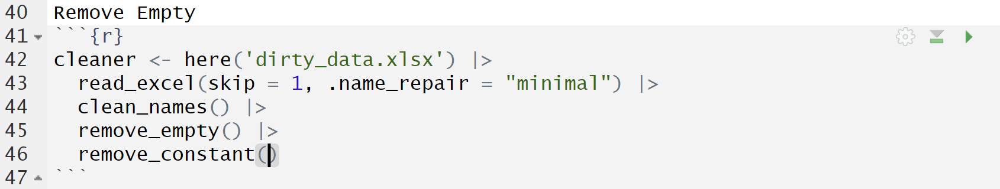 40 Remove Empty
41 ```{r}
42 cleaner <- here('dirty_data.xlsx') |>
43   read_excel(skip = 1, .name_repair = "minimal") |>
44   clean_names() |>
45   remove_empty() |>
46   remove_constant()
47 ```